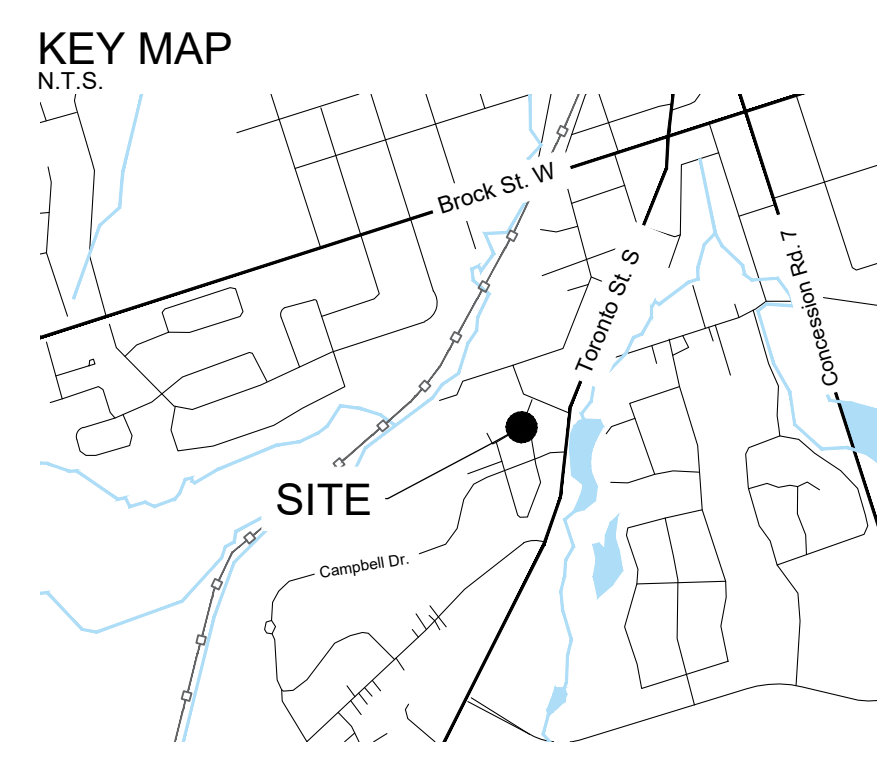 KEY MAP
N.T.S.
Brock St. W
Toronto St. S
Concession Rd. 7
SITE
Campbell Dr.